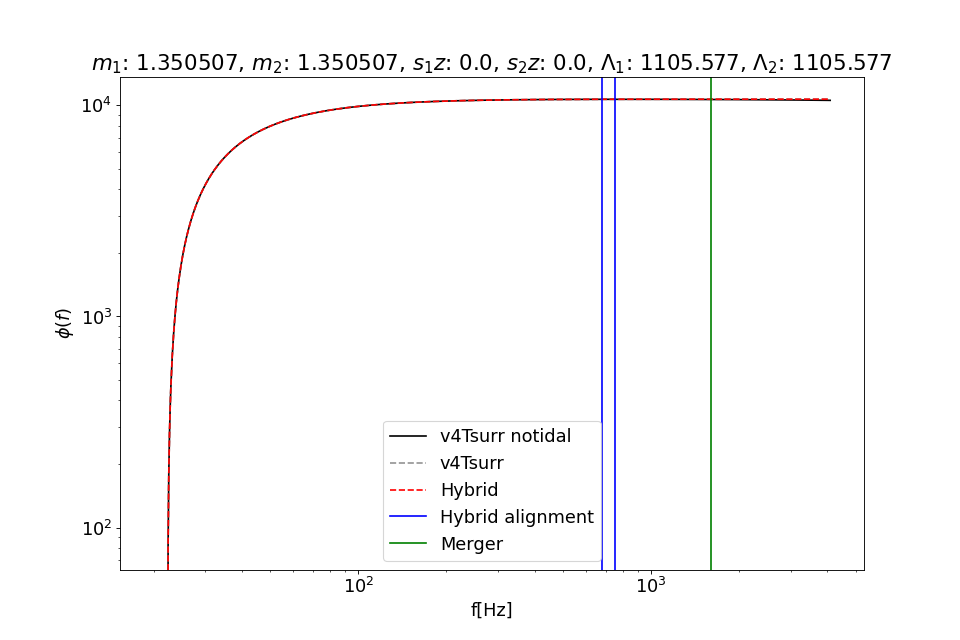 m₁: 1.350507, m₂: 1.350507, s₁z: 0.0, s₂z: 0.0, Λ₁: 1105.577, Λ₂: 1105.577
10⁴
10³
10²
ϕ(f)
v4Tsurr notidal
v4Tsurr
Hybrid
Hybrid alignment
Merger
10² 10³
f[Hz]